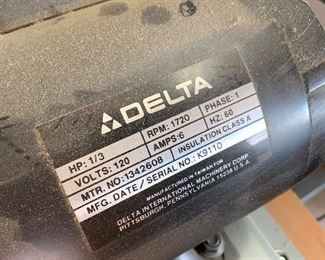 DELTA
HP: 1/3 RPM: 1720 PHASE: 1
VOLTS: 120 AMPS: 6 HZ: 60
MTR. NO: 1342608 INSULATION CLASS A
MFG. DATE / SERIAL NO.: K9110
MANUFACTURED IN TAIWAN FOR
DELTA INTERNATIONAL MACHINERY CORP.
PITTSBURGH, PENNSYLVANIA 15238 U.S.A.